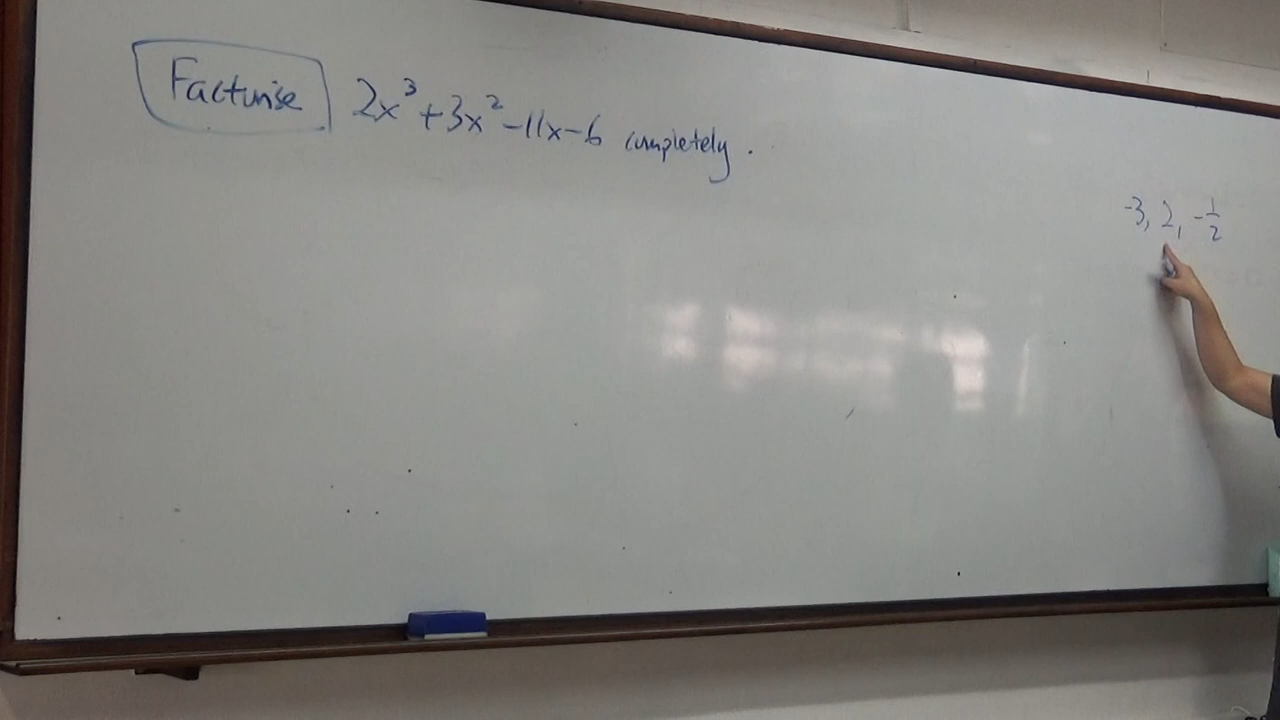 Factorise 2x³ + 3x² - 11x - 6 completely.
-3, 2, -1/2